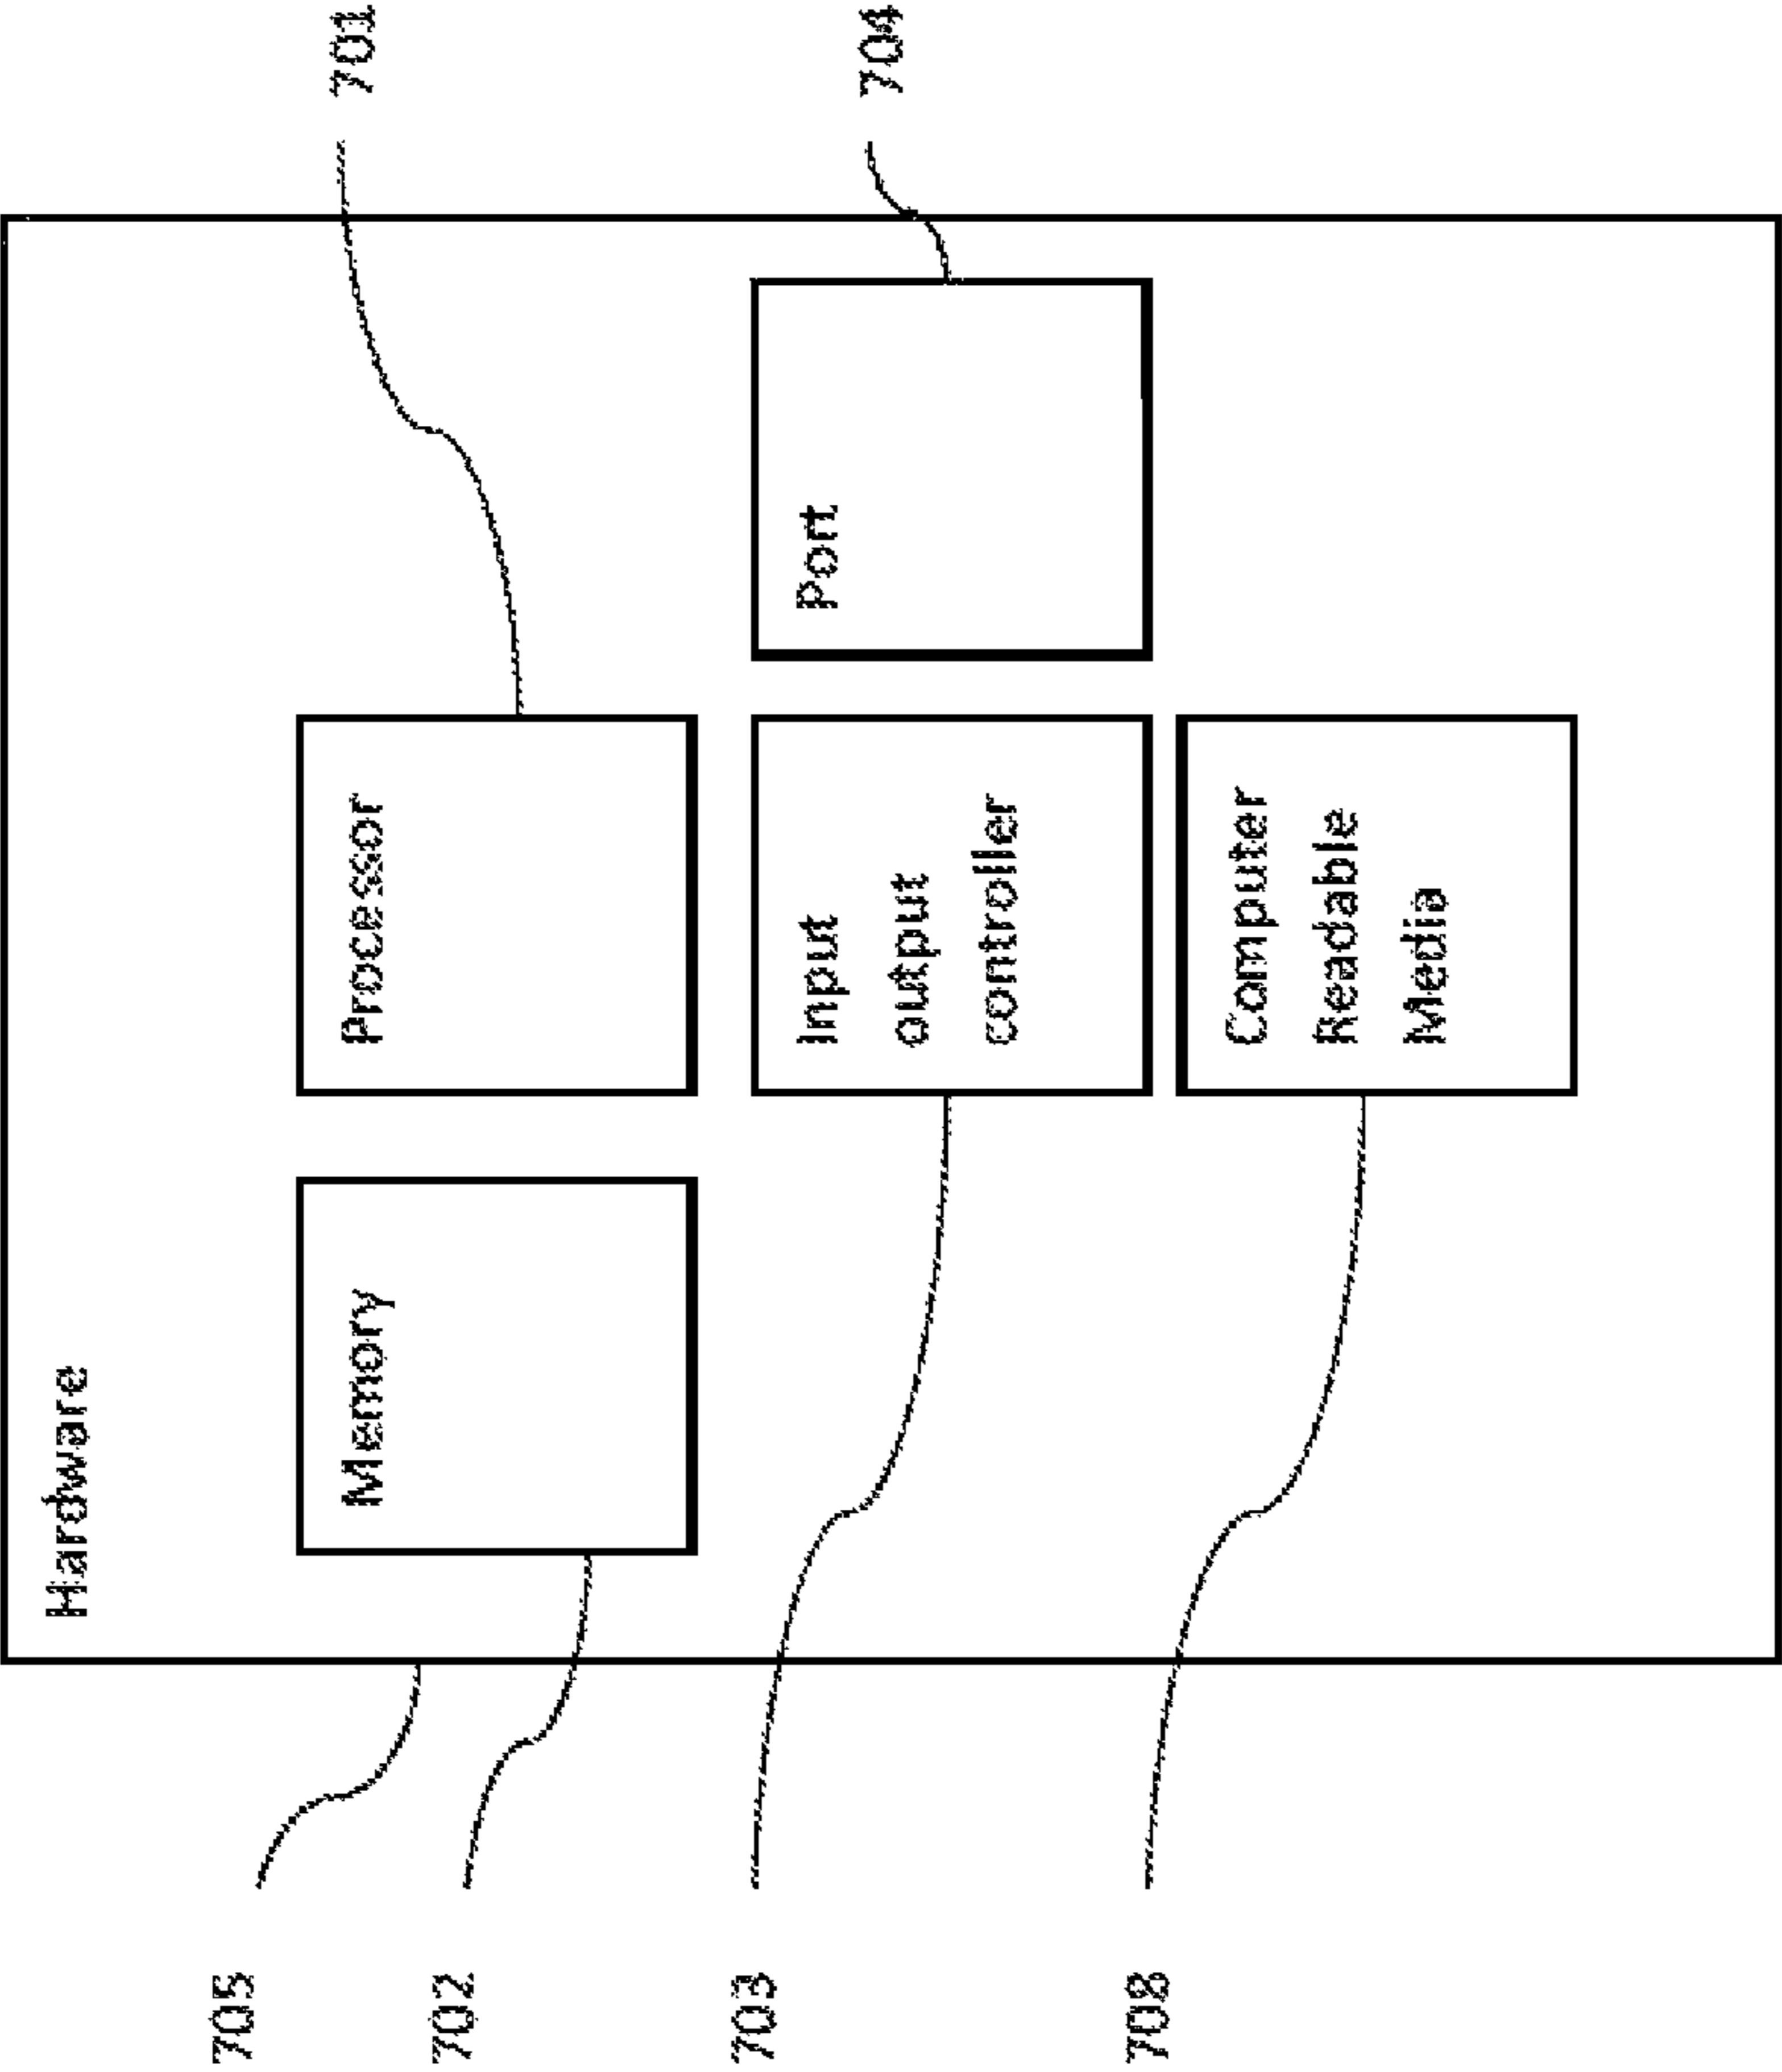 Hardware
705
Memory
Processor
701
702
Input
output
controller
Port
704
703
Computer
Readable
Media
708